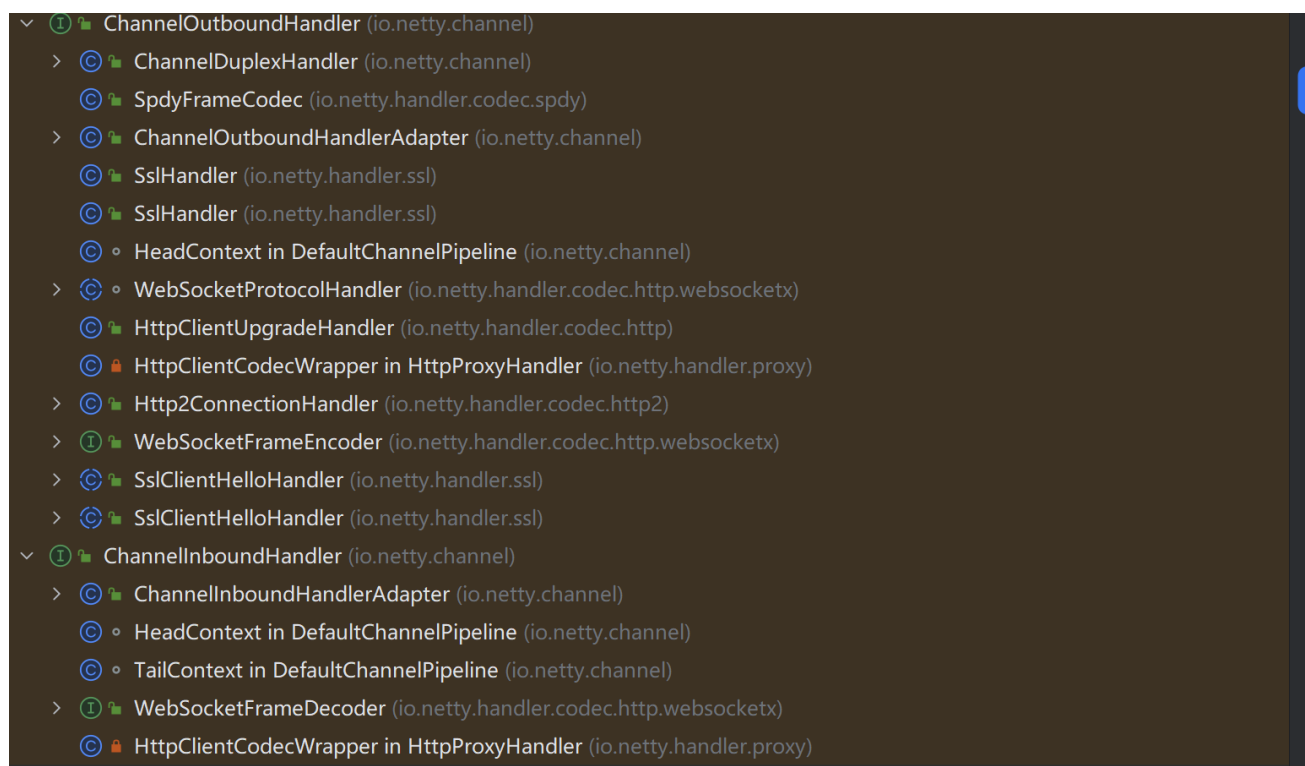 ChannelOutboundHandler (io.netty.channel)
ChannelDuplexHandler (io.netty.channel)
SpdyFrameCodec (io.netty.handler.codec.spdy)
ChannelOutboundHandlerAdapter (io.netty.channel)
SslHandler (io.netty.handler.ssl)
SslHandler (io.netty.handler.ssl)
HeadContext in DefaultChannelPipeline (io.netty.channel)
WebSocketProtocolHandler (io.netty.handler.codec.http.websocketx)
HttpClientUpgradeHandler (io.netty.handler.codec.http)
HttpClientCodecWrapper in HttpProxyHandler (io.netty.handler.proxy)
Http2ConnectionHandler (io.netty.handler.codec.http2)
WebSocketFrameEncoder (io.netty.handler.codec.http.websocketx)
SslClientHelloHandler (io.netty.handler.ssl)
SslClientHelloHandler (io.netty.handler.ssl)
ChannelInboundHandler (io.netty.channel)
ChannelInboundHandlerAdapter (io.netty.channel)
HeadContext in DefaultChannelPipeline (io.netty.channel)
TailContext in DefaultChannelPipeline (io.netty.channel)
WebSocketFrameDecoder (io.netty.handler.codec.http.websocketx)
HttpClientCodecWrapper in HttpProxyHandler (io.netty.handler.proxy)